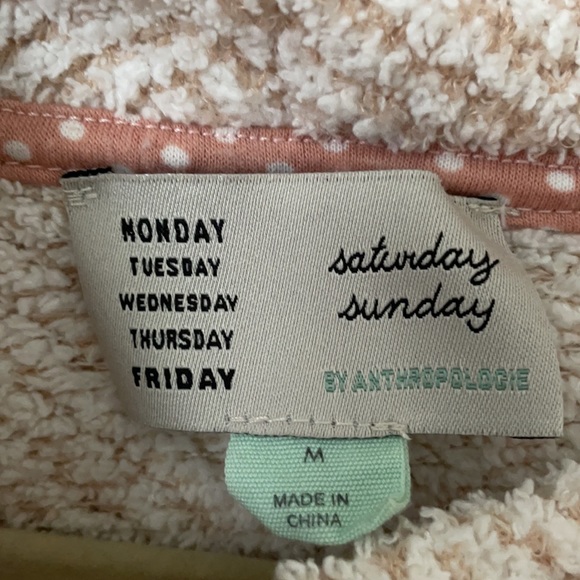 MONDAY
TUESDAY
WEDNESDAY
THURSDAY
FRIDAY
saturday
sunday
BY ANTHROPOLOGIE
M
MADE IN
CHINA